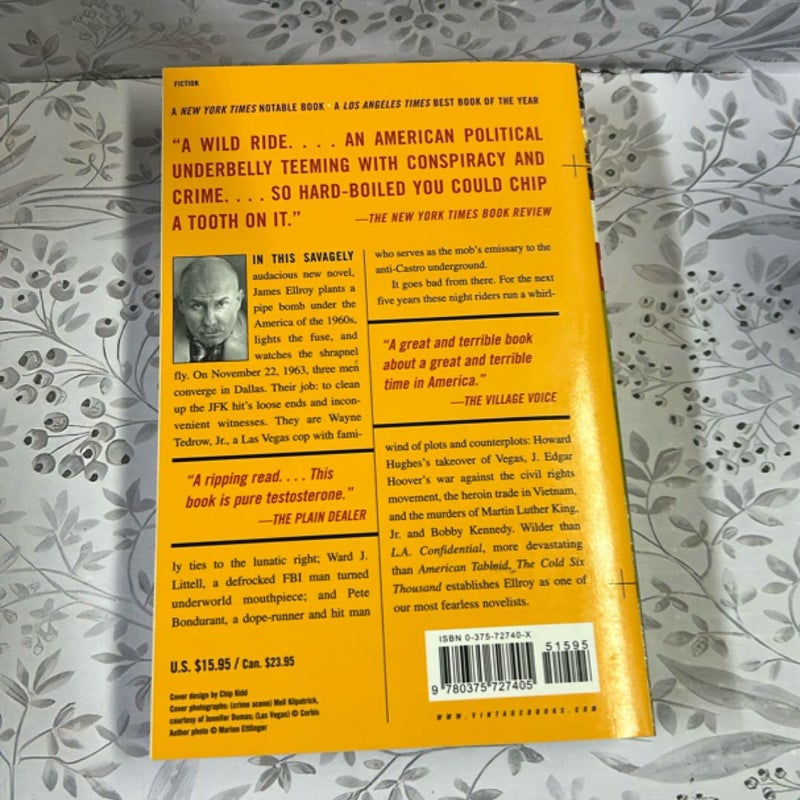 FICTION
A NEW YORK TIMES NOTABLE BOOK · A LOS ANGELES TIMES BEST BOOK OF THE YEAR
“A WILD RIDE. . . . AN AMERICAN POLITICAL
UNDERBELLY TEEMING WITH CONSPIRACY AND
CRIME. . . . SO HARD-BOILED YOU COULD CHIP
A TOOTH ON IT.” —THE NEW YORK TIMES BOOK REVIEW
IN THIS SAVAGELY
audacious new novel,
James Ellroy plants a
pipe bomb under the
America of the 1960s,
lights the fuse, and
watches the shrapnel
fly. On November 22, 1963, three men
converge in Dallas. Their job: to clean
up the JFK hit’s loose ends and incon-
venient witnesses. They are Wayne
Tedrow, Jr., a Las Vegas cop with fami-
“A ripping read. . . . This
book is pure testosterone.”
—THE PLAIN DEALER
ly ties to the lunatic right; Ward J.
Littell, a defrocked FBI man turned
underworld mouthpiece; and Pete
Bondurant, a dope-runner and hit man
who serves as the mob’s emissary to the
anti-Castro underground.
It goes bad from there. For the next
five years these night riders run a whirl-
“A great and terrible book
about a great and terrible
time in America.”
—THE VILLAGE VOICE
wind of plots and counterplots: Howard
Hughes’s takeover of Vegas, J. Edgar
Hoover’s war against the civil rights
movement, the heroin trade in Vietnam,
and the murders of Martin Luther King,
Jr. and Bobby Kennedy. Wilder than
L.A. Confidential, more devastating
than American Tabloid, The Cold Six
Thousand establishes Ellroy as one of
our most fearless novelists.
U.S. $15.95 / Can. $23.95
Cover design by Chip Kidd
Cover photographs: (crime scene) Mell Kilpatrick,
courtesy of Jennifer Dumas; (Las Vegas) © Corbis
Author photo © Marion Ettlinger
ISBN 0-375-72740-X
51595
9 780375 727405
WWW.VINTAGEBOOKS.COM